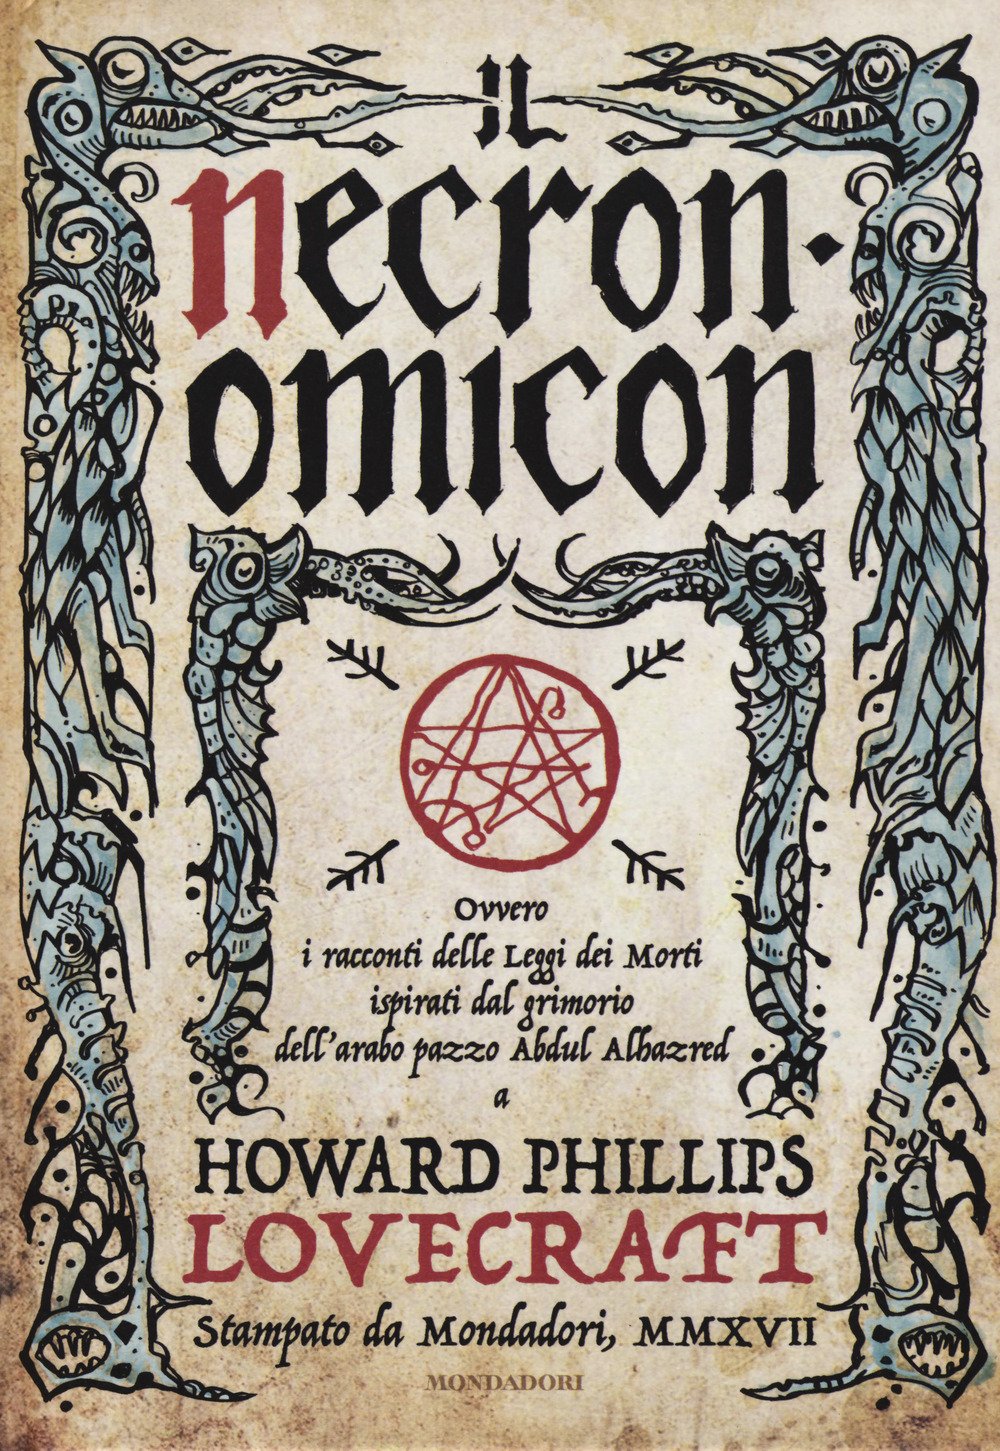 IL
necron·
omicon
Ovvero
i racconti delle Leggi dei Morti
ispirati dal grimorio
dell'arabo pazzo Abdul Alhazred
a
HOWARD PHILLIPS
LOVECRAFT
Stampato da Mondadori, MMXVII
MONDADORI